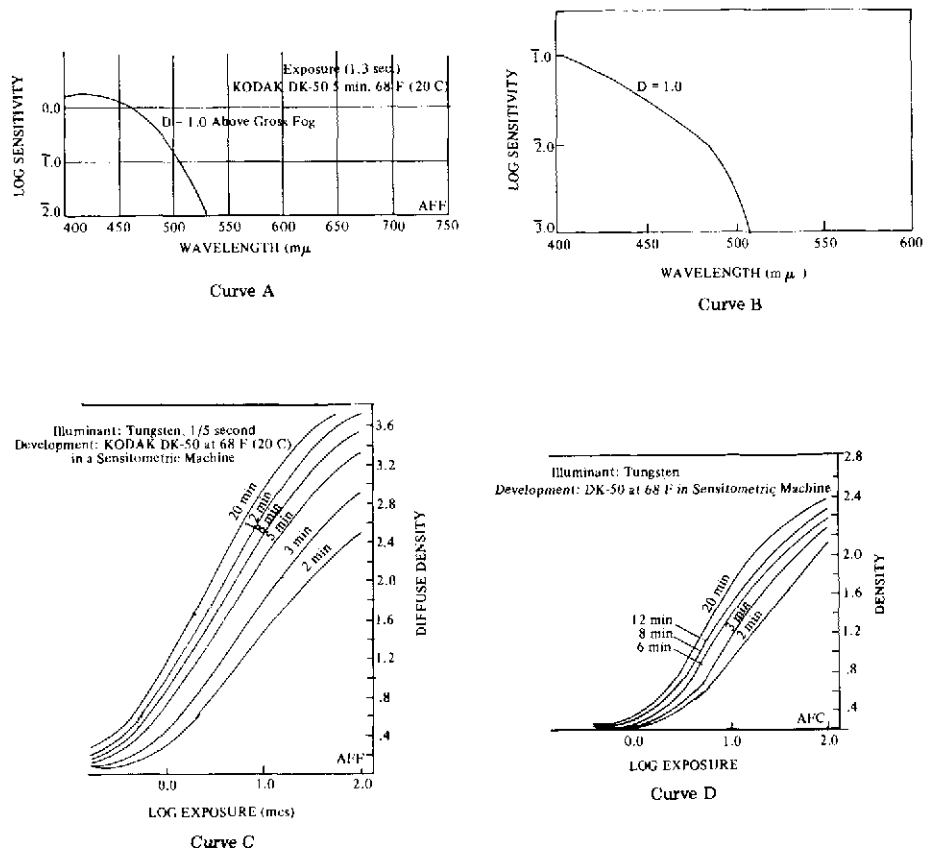 LOG SENSITIVITY
0.0
1.0
2.0
Exposure (1.3 sec.)
KODAK DK-50 5 min. 68 F (20 C)
D = 1.0 Above Gross Fog
AFF
400 450 500 550 600 650 700 750
WAVELENGTH (mμ)
Curve A
LOG SENSITIVITY
1.0
2.0
3.0
D = 1.0
400 450 500 550 600
WAVELENGTH (mμ)
Curve B
Illuminant: Tungsten, 1/5 second
Development: KODAK DK-50 at 68 F (20 C)
in a Sensitometric Machine
20 min
12 min
8 min
5 min
3 min
2 min
3.6
3.2
2.8
2.4
2.0
1.6
1.2
.8
.4
DIFFUSE DENSITY
AFF
0.0 1.0 2.0
LOG EXPOSURE (mcs)
Curve C
Illuminant: Tungsten
Development: DK-50 at 68 F in Sensitometric Machine
20 min
12 min
8 min
6 min
3 min
2 min
2.8
2.4
2.0
1.6
1.2
.8
.4
DENSITY
AFC
0.0 1.0 2.0
LOG EXPOSURE
Curve D